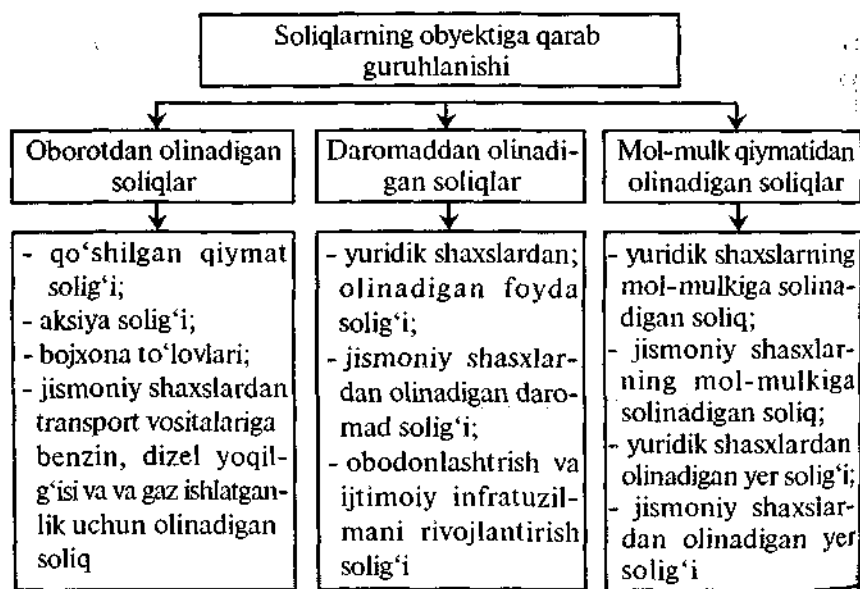 Soliqlarning obyektiga qarab
guruhlanishi
Oborotdan olinadigan
soliqlar
Daromaddan olinadi-
gan soliqlar
Mol-mulk qiymatidan
olinadigan soliqlar
- qo‘shilgan qiymat
solig‘i;
- aksiya solig‘i;
- bojxona to‘lovlari;
- jismoniy shaxslardan
transport vositalariga
benzin, dizel yoqil-
g‘isi va va gaz ishlatgan-
lik uchun olinadigan
soliq
- yuridik shaxslardan;
olinadigan foyda
solig‘i;
- jismoniy shasxlar-
dan olinadigan daro-
mad solig‘i;
- obodonlashtrish va
ijtimoiy infratuzil-
mani rivojlantirish
solig‘i
- yuridik shaxslarning
mol-mulkiga solina-
digan soliq;
- jismoniy shasxlar-
ning mol-mulkiga
solinadigan soliq;
- yuridik shasxlardan
olinadigan yer solig‘i;
- jismoniy shaxslar-
dan olinadigan yer
solig‘i